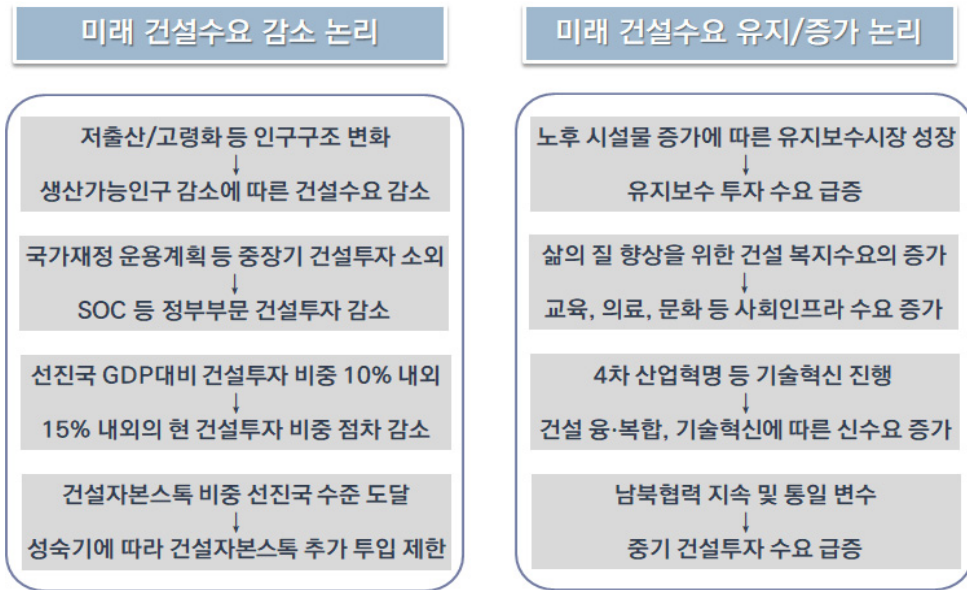 미래 건설수요 감소 논리
저출산/고령화 등 인구구조 변화
↓
생산가능인구 감소에 따른 건설수요 감소
국가재정 운용계획 등 중장기 건설투자 소외
↓
SOC 등 정부부문 건설투자 감소
선진국 GDP대비 건설투자 비중 10% 내외
↓
15% 내외의 현 건설투자 비중 점차 감소
건설자본스톡 비중 선진국 수준 도달
↓
성숙기에 따라 건설자본스톡 추가 투입 제한
미래 건설수요 유지/증가 논리
노후 시설물 증가에 따른 유지보수시장 성장
↓
유지보수 투자 수요 급증
삶의 질 향상을 위한 건설 복지수요의 증가
↓
교육, 의료, 문화 등 사회인프라 수요 증가
4차 산업혁명 등 기술혁신 진행
↓
건설 융·복합, 기술혁신에 따른 신수요 증가
남북협력 지속 및 통일 변수
↓
중기 건설투자 수요 급증